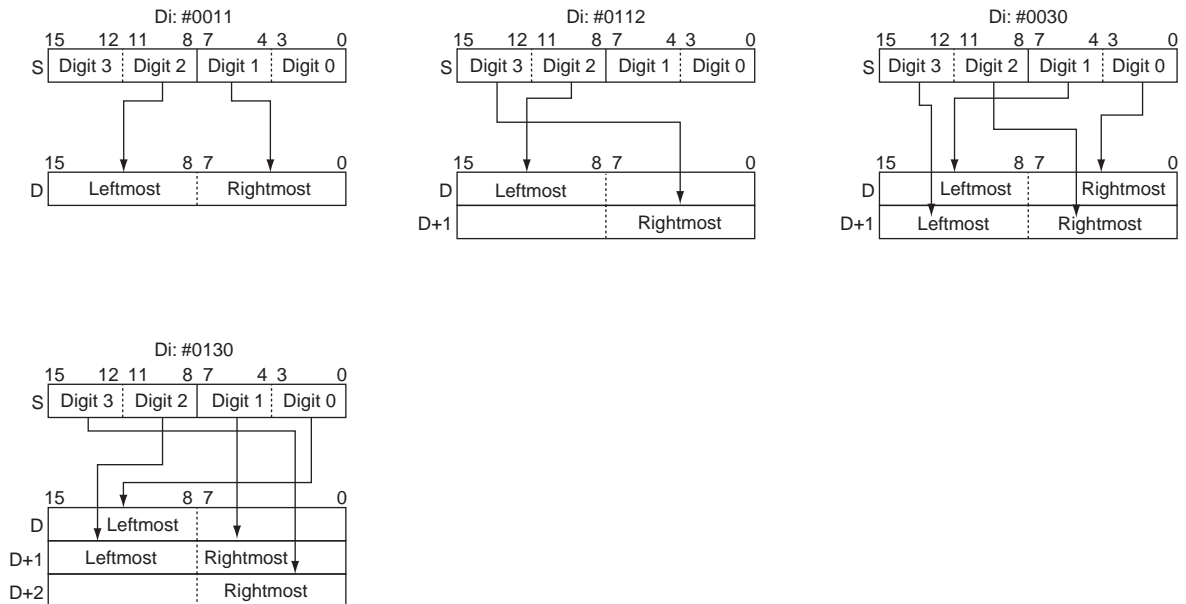 Di: #0011
15 12 11 8 7 4 3 0
S Digit 3 Digit 2 Digit 1 Digit 0
15 8 7 0
D Leftmost Rightmost
Di: #0112
15 12 11 8 7 4 3 0
S Digit 3 Digit 2 Digit 1 Digit 0
15 8 7 0
D Leftmost
D+1 Rightmost
Di: #0030
15 12 11 8 7 4 3 0
S Digit 3 Digit 2 Digit 1 Digit 0
15 8 7 0
D Leftmost Rightmost
D+1 Leftmost Rightmost
Di: #0130
15 12 11 8 7 4 3 0
S Digit 3 Digit 2 Digit 1 Digit 0
15 8 7 0
D Leftmost
D+1 Leftmost Rightmost
D+2 Rightmost